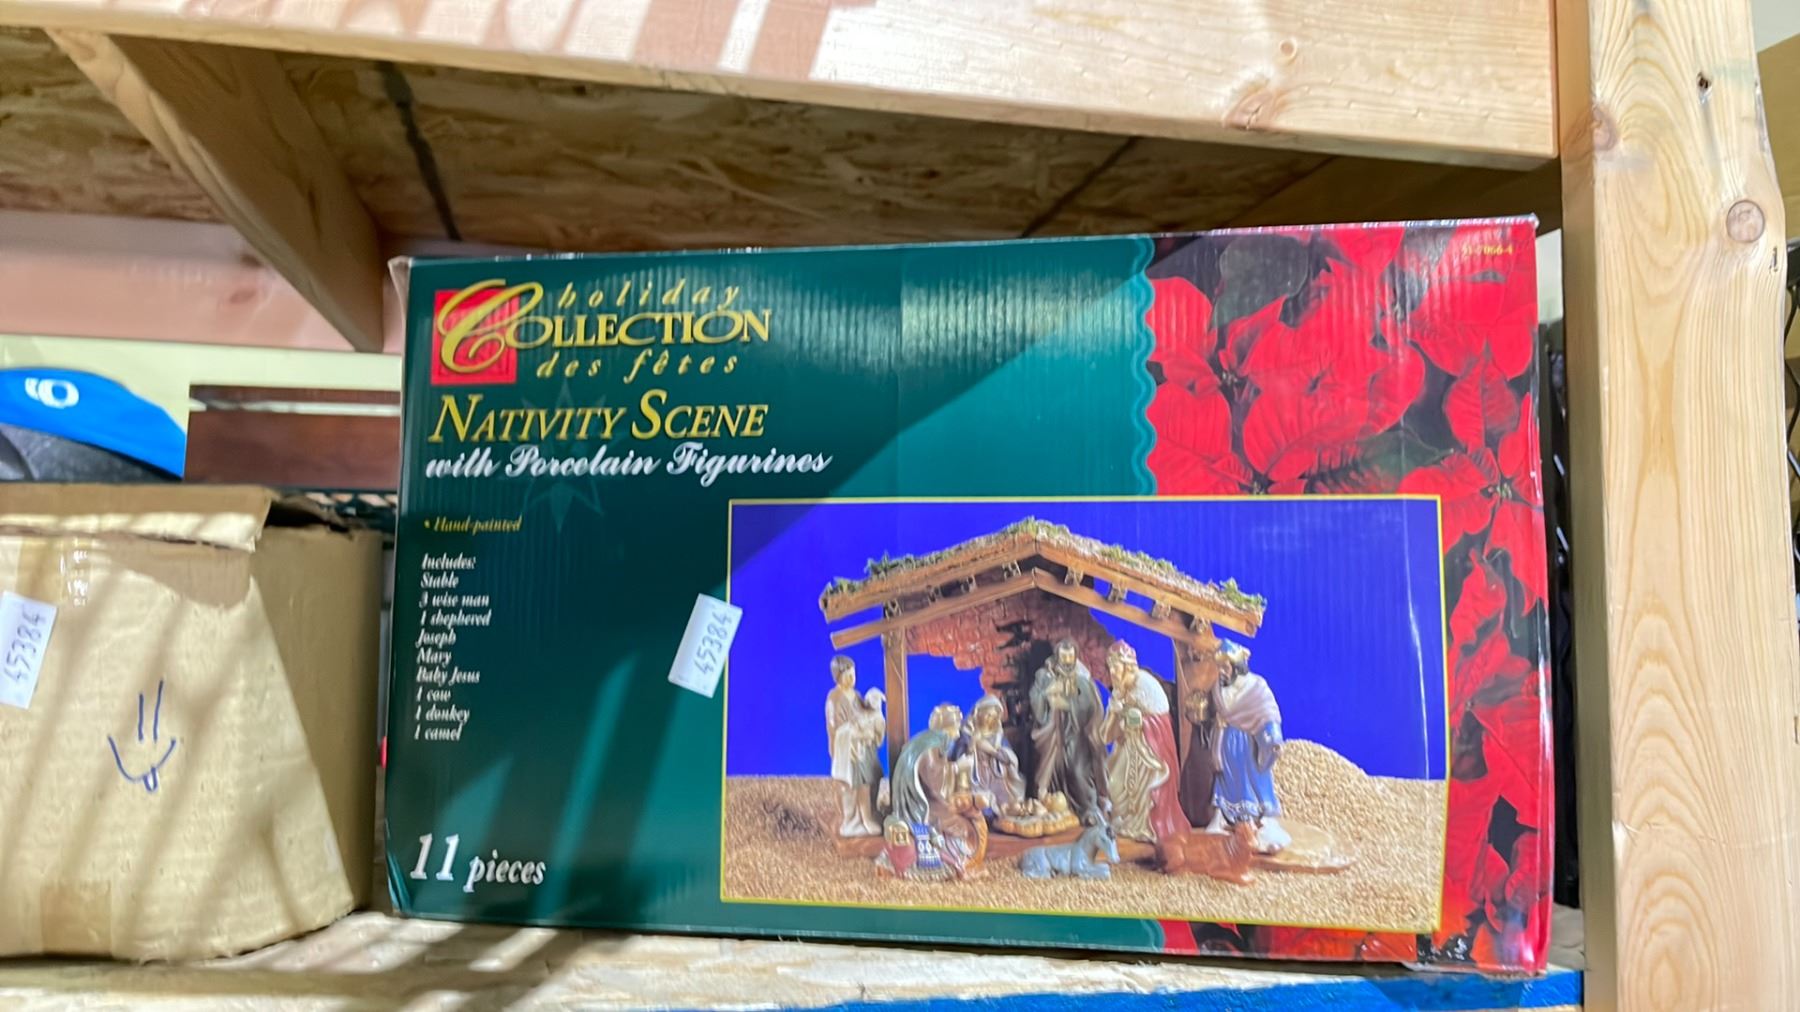 holiday
COLLECTION
des fêtes
NATIVITY SCENE
with Porcelain Figurines
• Hand-painted
Includes:
Stable
3 wise man
1 shephered
Joseph
Mary
Baby Jesus
1 cow
1 donkey
1 camel
11 pieces
45384
45384